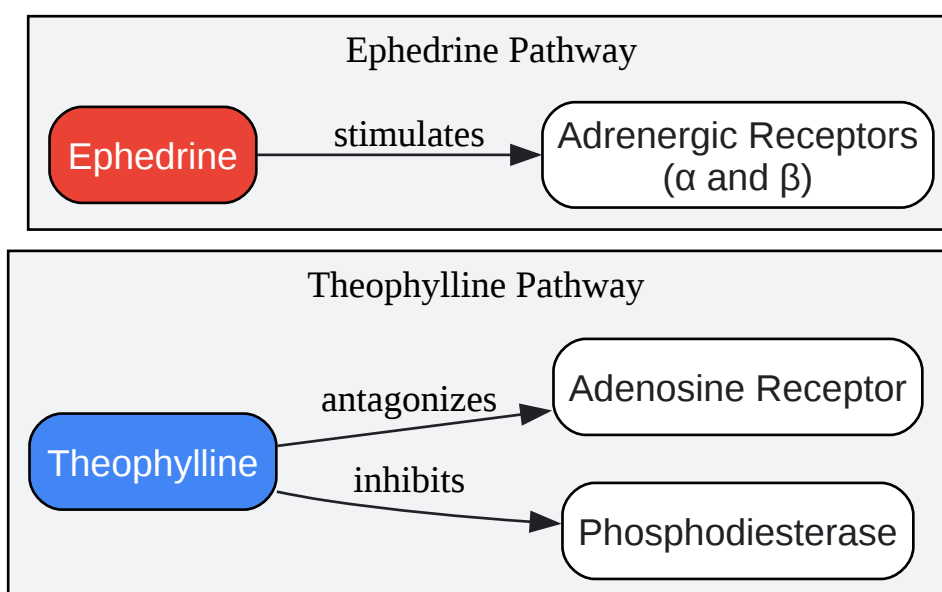 Ephedrine Pathway
Ephedrine
stimulates
Adrenergic Receptors
(α and β)
Theophylline Pathway
Theophylline
antagonizes
Adenosine Receptor
inhibits
Phosphodiesterase